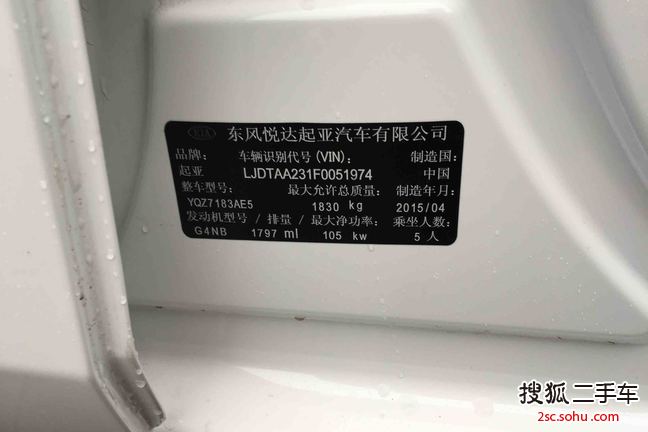 KIA 东风悦达起亚汽车有限公司
品牌: 车辆识别代号(VIN): 制造国:
起亚 LJDTAA231F0051974 中国
整车型号: 最大允许总质量: 制造年月:
YQZ7183AE5 1830 kg 2015/04
发动机型号/排量/最大净功率: 乘坐人数:
G4NB 1797 ml 105 kw 5 人
搜狐二手车
2sc.sohu.com